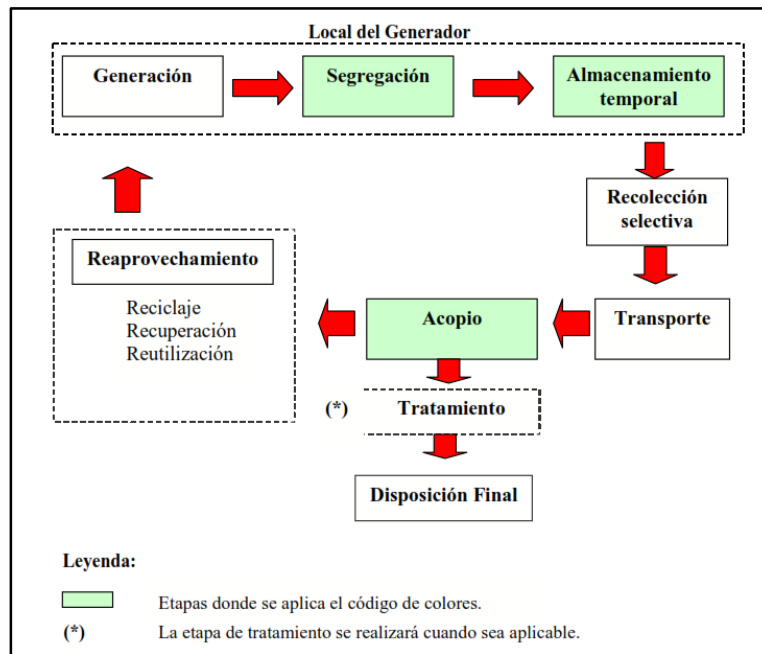 Local del Generador
Generación
Segregación
Almacenamiento
temporal
Recolección
selectiva
Reaprovechamiento
Reciclaje
Recuperación
Reutilización
Acopio
Transporte
(*)
Tratamiento
Disposición Final
Leyenda:
Etapas donde se aplica el código de colores.
(*) La etapa de tratamiento se realizará cuando sea aplicable.